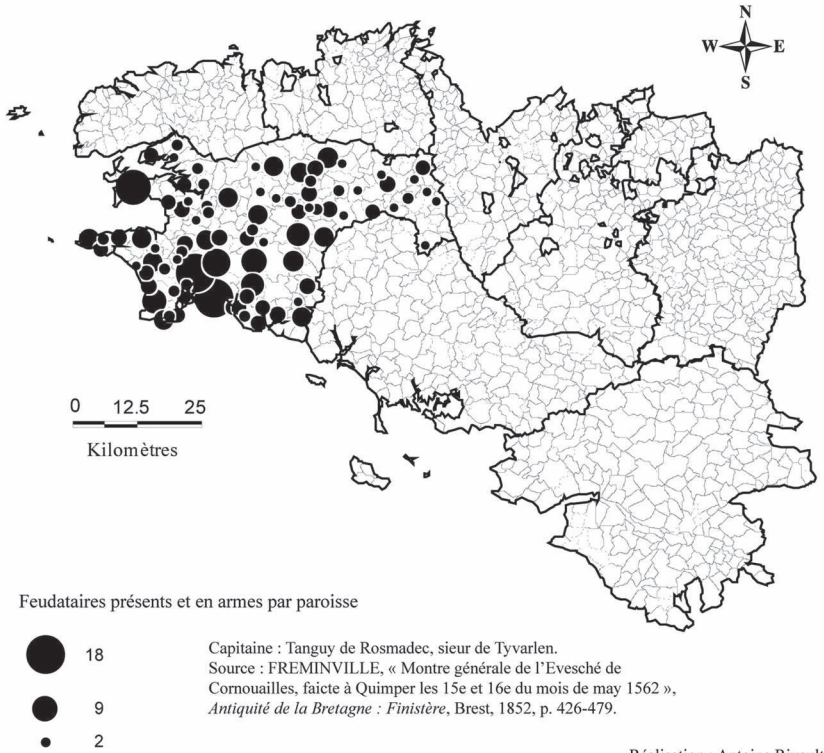 N
W E
S
0 12.5 25
Kilomètres
Feudataires présents et en armes par paroisse
18
9
2
Capitaine : Tanguy de Rosmadec, sieur de Tyvarlen.
Source : FREMINVILLE, « Montre générale de l'Evesché de
Cornouailles, faicte à Quimper les 15e et 16e du mois de may 1562 »,
Antiquité de la Bretagne : Finistère, Brest, 1852, p. 426-479.